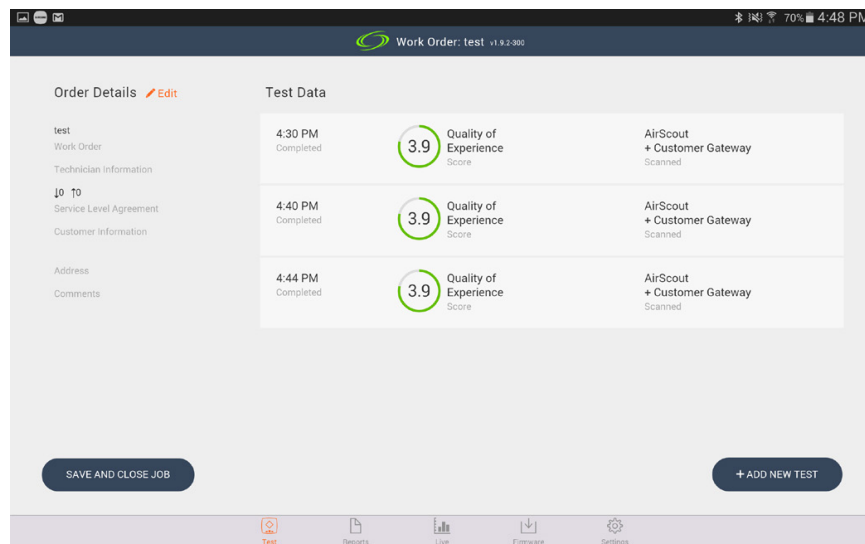 70% 4:48 PM
Work Order: test v1.9.2-300
Order Details Edit
test
Work Order
Technician Information
↓0 ↑0
Service Level Agreement
Customer Information
Address
Comments
Test Data
4:30 PM
Completed
3.9
Quality of
Experience
Score
AirScout
+ Customer Gateway
Scanned
4:40 PM
Completed
3.9
Quality of
Experience
Score
AirScout
+ Customer Gateway
Scanned
4:44 PM
Completed
3.9
Quality of
Experience
Score
AirScout
+ Customer Gateway
Scanned
SAVE AND CLOSE JOB
+ ADD NEW TEST
Test Reports Live Firmware Settings